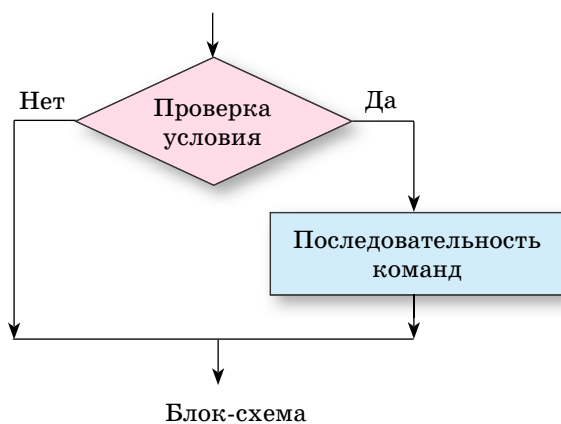 Нет
Да
Проверка
условия
Последовательность
команд
Блок-схема